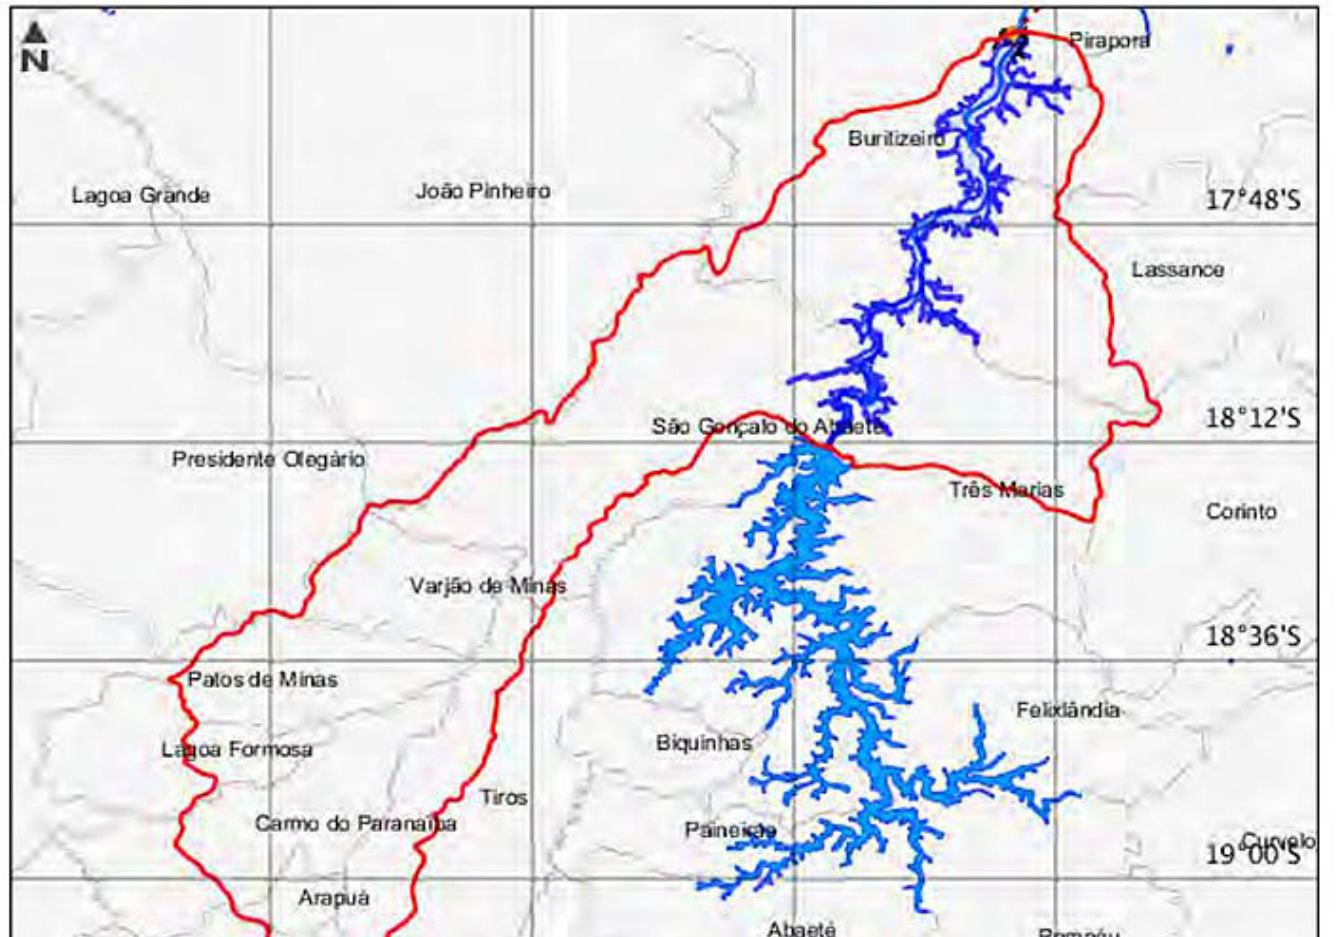 N
Pirapora
Buritizeiro
Lagoa Grande
João Pinheiro
17°48'S
Lassance
18°12'S
São Gonçalo do Abaeté
Presidente Olegário
Três Marias
Corinto
Varjão de Minas
18°36'S
Patos de Minas
Felixlândia
Lagoa Formosa
Biquinhas
Tiros
Carmo do Paranaíba
Paineiras
Curvelo
19°00'S
Arapuá
Abaeté
Pompéu